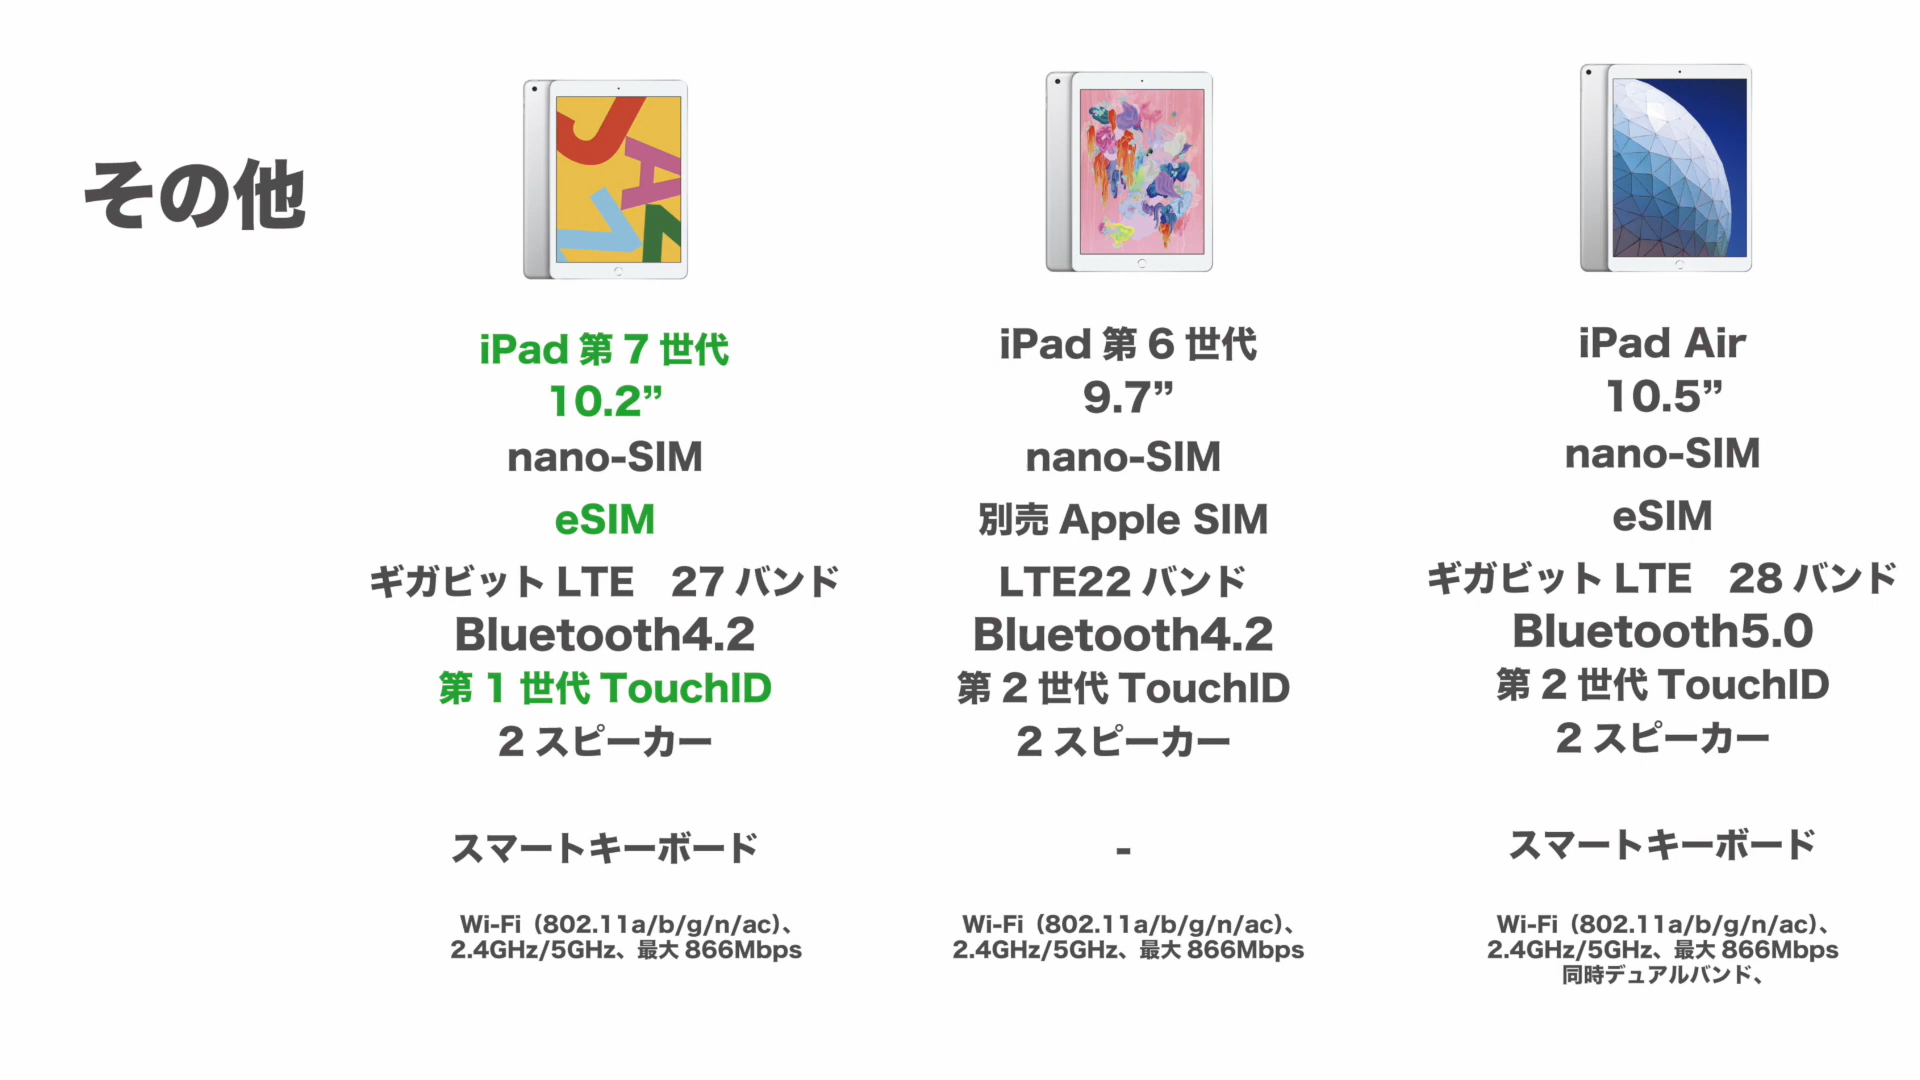 その他
iPad 第 7 世代
10.2”
nano-SIM
eSIM
ギガビット LTE　27 バンド
Bluetooth4.2
第 1 世代 TouchID
2 スピーカー
スマートキーボード
Wi-Fi（802.11a/b/g/n/ac）、
2.4GHz/5GHz、最大 866Mbps
iPad 第 6 世代
9.7”
nano-SIM
別売 Apple SIM
LTE22 バンド
Bluetooth4.2
第 2 世代 TouchID
2 スピーカー
-
Wi-Fi（802.11a/b/g/n/ac）、
2.4GHz/5GHz、最大 866Mbps
iPad Air
10.5”
nano-SIM
eSIM
ギガビット LTE　28 バンド
Bluetooth5.0
第 2 世代 TouchID
2 スピーカー
スマートキーボード
Wi-Fi（802.11a/b/g/n/ac）、
2.4GHz/5GHz、最大 866Mbps
同時デュアルバンド、